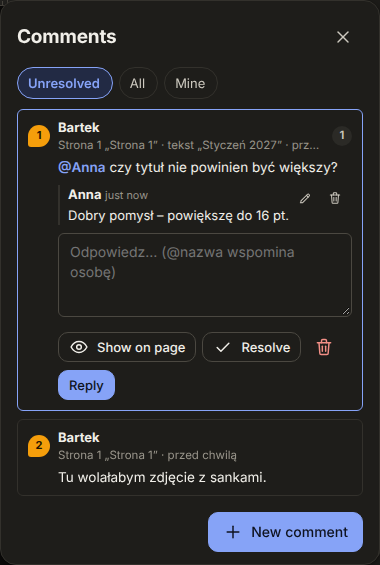 Comments
Unresolved
All
Mine
1
Bartek
Strona 1 „Strona 1” · tekst „Styczeń 2027” · prz...
1
@Anna czy tytuł nie powinien być większy?
Anna just now
Dobry pomysł – powiększę do 16 pt.
Odpowiedz... (@nazwa wspomina
osobę)
Show on page
Resolve
Reply
2
Bartek
Strona 1 „Strona 1” · przed chwilą
Tu wolałabym zdjęcie z sankami.
New comment